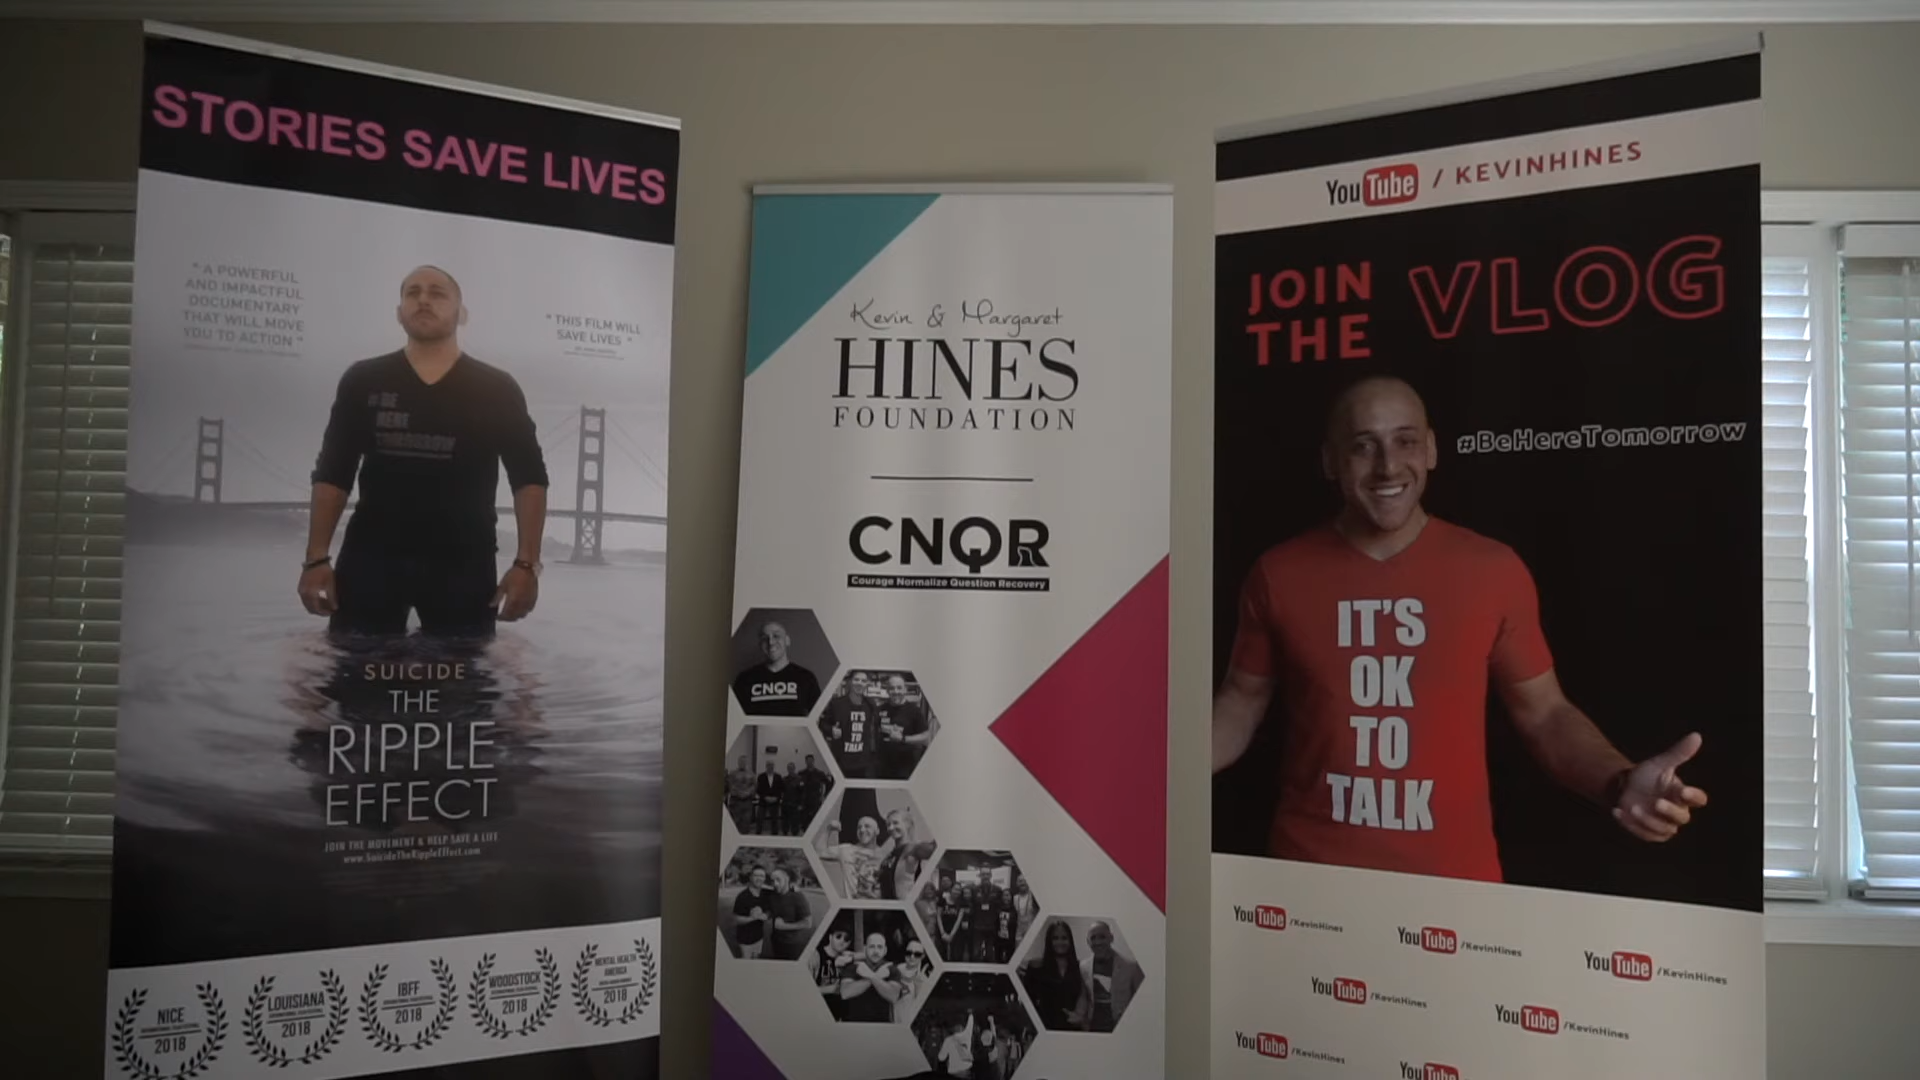 STORIES SAVE LIVES
" A POWERFUL
AND IMPACTFUL
DOCUMENTARY
THAT WILL MOVE
YOU TO ACTION "
" THIS FILM WILL
SAVE LIVES "
#BE
HERE
TOMORROW
SUICIDE
THE
RIPPLE
EFFECT
JOIN THE MOVEMENT & HELP SAVE A LIFE
www.SuicideTheRippleEffect.com
NICE
2018
LOUISIANA
2018
IBFF
2018
WOODSTOCK
2018
MENTAL HEALTH
AMERICA
2018
Kevin & Margaret
HINES
FOUNDATION
CNQR
Courage Normalize Question Recovery
CNQR
IT'S
OK
TO
TALK
YouTube / KEVINHINES
JOIN
THE
VLOG
#BeHereTomorrow
IT'S
OK
TO
TALK
YouTube /KevinHines
YouTube /KevinHines
YouTube /KevinHines
YouTube /KevinHines
YouTube /KevinHines
YouTube /KevinHines
YouTube